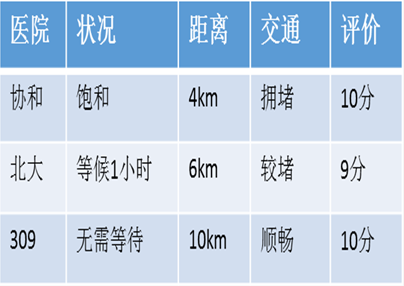 医院 状况 距离 交通 评价
协和 饱和 4km 拥堵 10分
北大 等候1小时 6km 较堵 9分
309 无需等待 10km 顺畅 10分